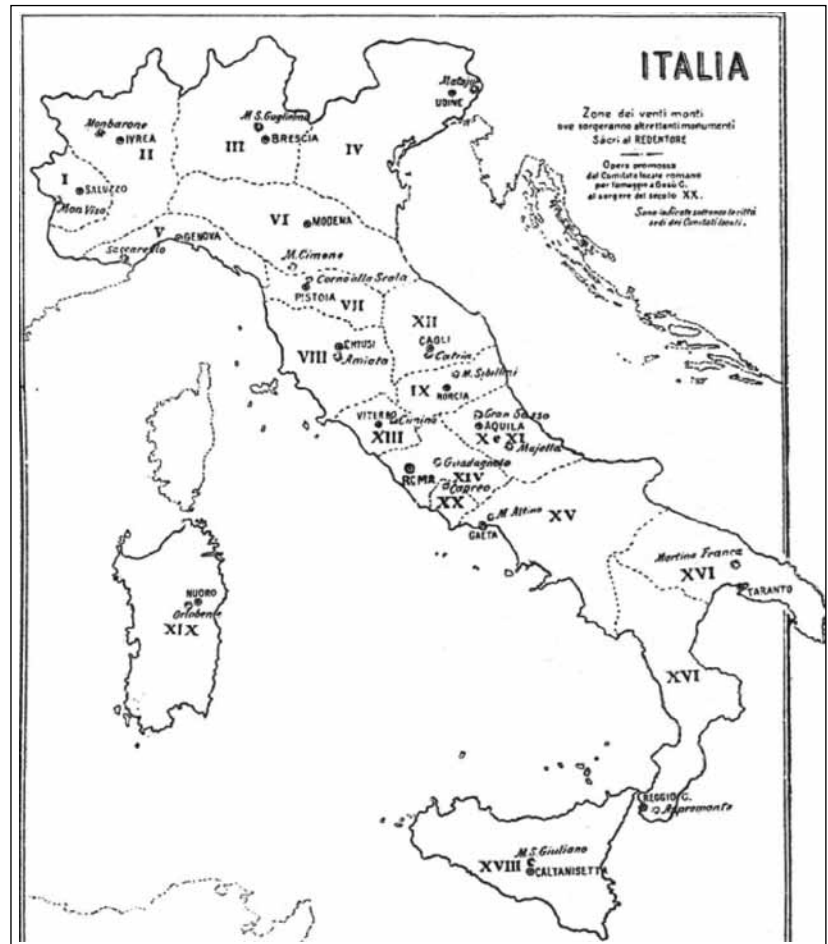 ITALIA
Zone dei venti monti
ove sorgeranno altrettanti monumenti
Sacri al REDENTORE
Opera promossa
dal Comitato locale romano
per l'omaggio a Gesù C.
al sorgere del secolo XX.
Sono indicate le città
sedi dei Comitati locali.
Matajur
UDINE
M.S.Guglielmo
BRESCIA
III
IV
Monbarone
IVREA
II
I
SALUZZO
Mon Viso
VI
MODENA
V
GENOVA
Saccarello
M. Cimone
Corno alla Scala
PISTOIA
VII
XII
CAGLI
Catria
CHIUSI
VIII
Amiata
M. Sibellini
IX
NORCIA
VITERBO
Cimino
XIII
Gran Sasso
AQUILA
X e XI
Majella
Guadagnolo
ROMA
XIV
Capreo
XX
M. Altino
XV
GAETA
Martina Franca
XVI
TARANTO
NUORO
Ortobene
XIX
XVI
REGGIO C.
Aspromonte
M.S. Giuliano
XVIII
CALTANISETTA